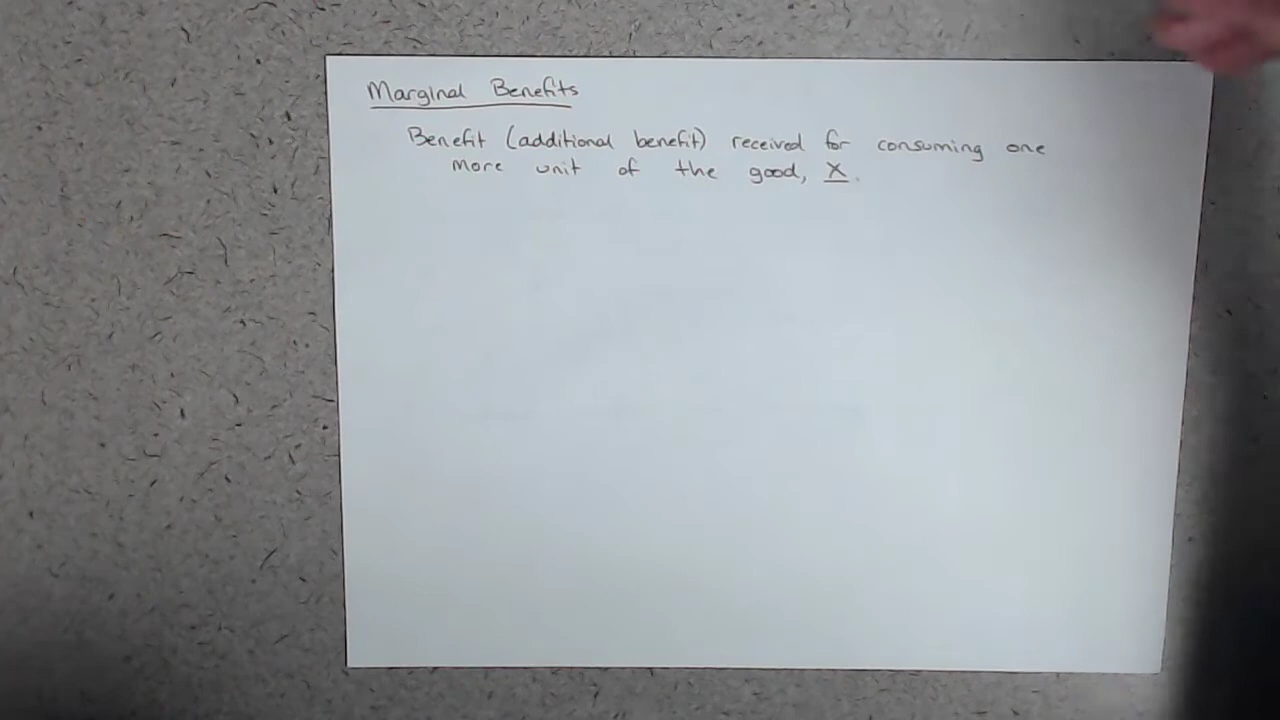 Marginal Benefits
Benefit (additional benefit) received for consuming one
more unit of the good, X.